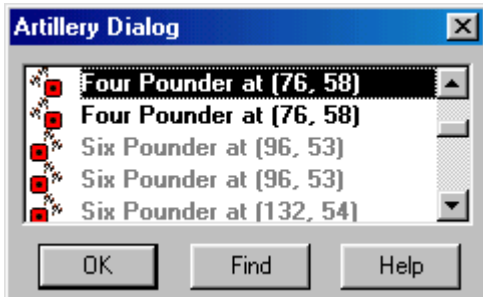 Artillery Dialog
Four Pounder at (76, 58)
Four Pounder at (76, 58)
Six Pounder at (96, 53)
Six Pounder at (96, 53)
Six Pounder at (132, 54)
OK Find Help